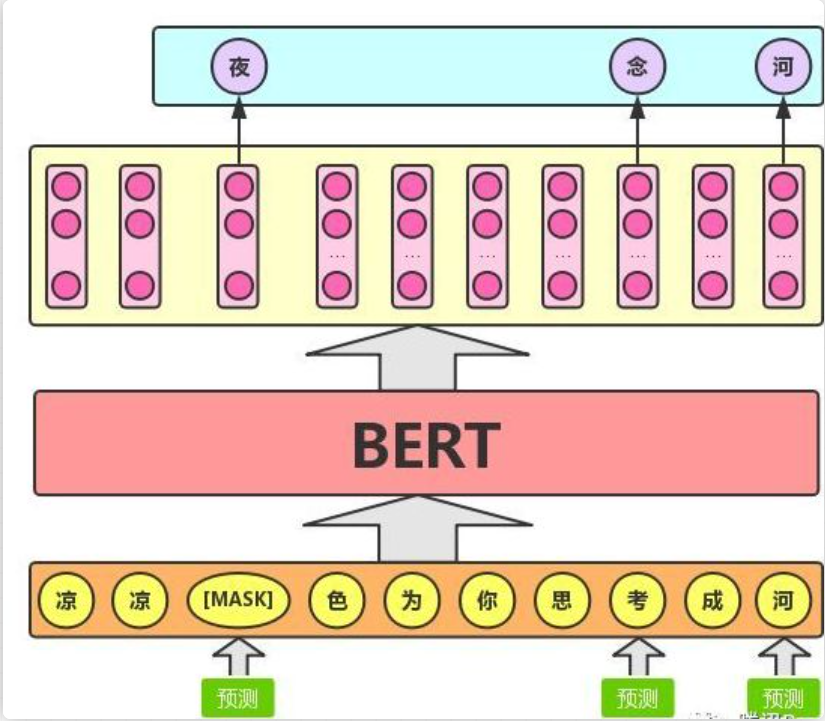 夜 念 河
... ... ... ... ... ... ...
BERT
凉 凉 [MASK] 色 为 你 思 考 成 河
预测 预测 预测